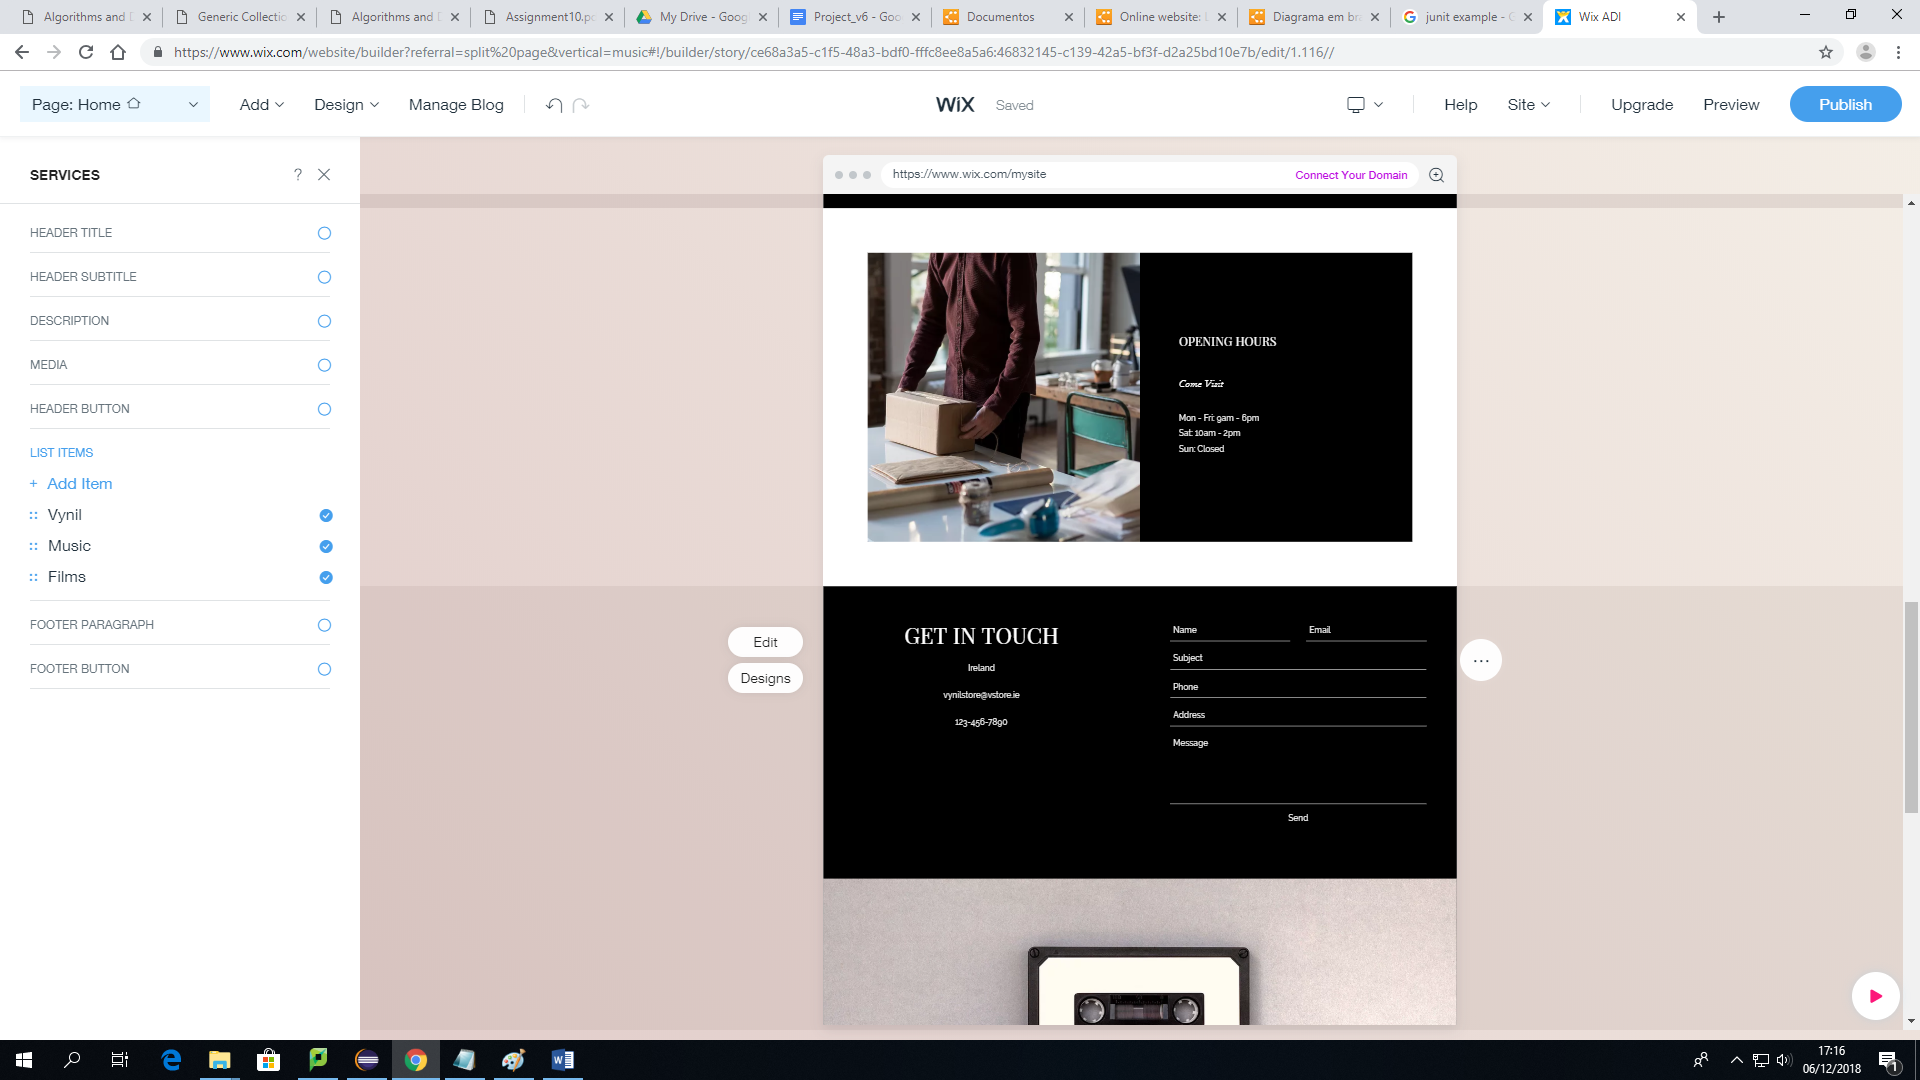 Algorithms and D
Generic Collectio
Algorithms and D
Assignment10.pd
My Drive - Goog
Project_v6 - Goo
Documentos
Online website: U
Diagrama em bra
junit example - G
Wix ADI
https://www.wix.com/website/builder?referral=split%20page&vertical=music#!/builder/story/ce68a3a5-c1f5-48a3-bdf0-fffc8ee8a5a6:46832145-c139-42a5-bf3f-d2a25bd10e7b/edit/1.116//
Page: Home
Add
Design
Manage Blog
WiX
Saved
Help
Site
Upgrade
Preview
Publish
SERVICES
?
HEADER TITLE
HEADER SUBTITLE
DESCRIPTION
MEDIA
HEADER BUTTON
LIST ITEMS
+ Add Item
Vynil
Music
Films
FOOTER PARAGRAPH
FOOTER BUTTON
https://www.wix.com/mysite
Connect Your Domain
OPENING HOURS
Come Visit
Mon - Fri: 9am - 6pm
Sat: 10am - 2pm
Sun: Closed
Edit
Designs
GET IN TOUCH
Ireland
vynilstore@vstore.ie
123-456-7890
Name
Email
Subject
Phone
Address
Message
Send
...
17:16
06/12/2018
1